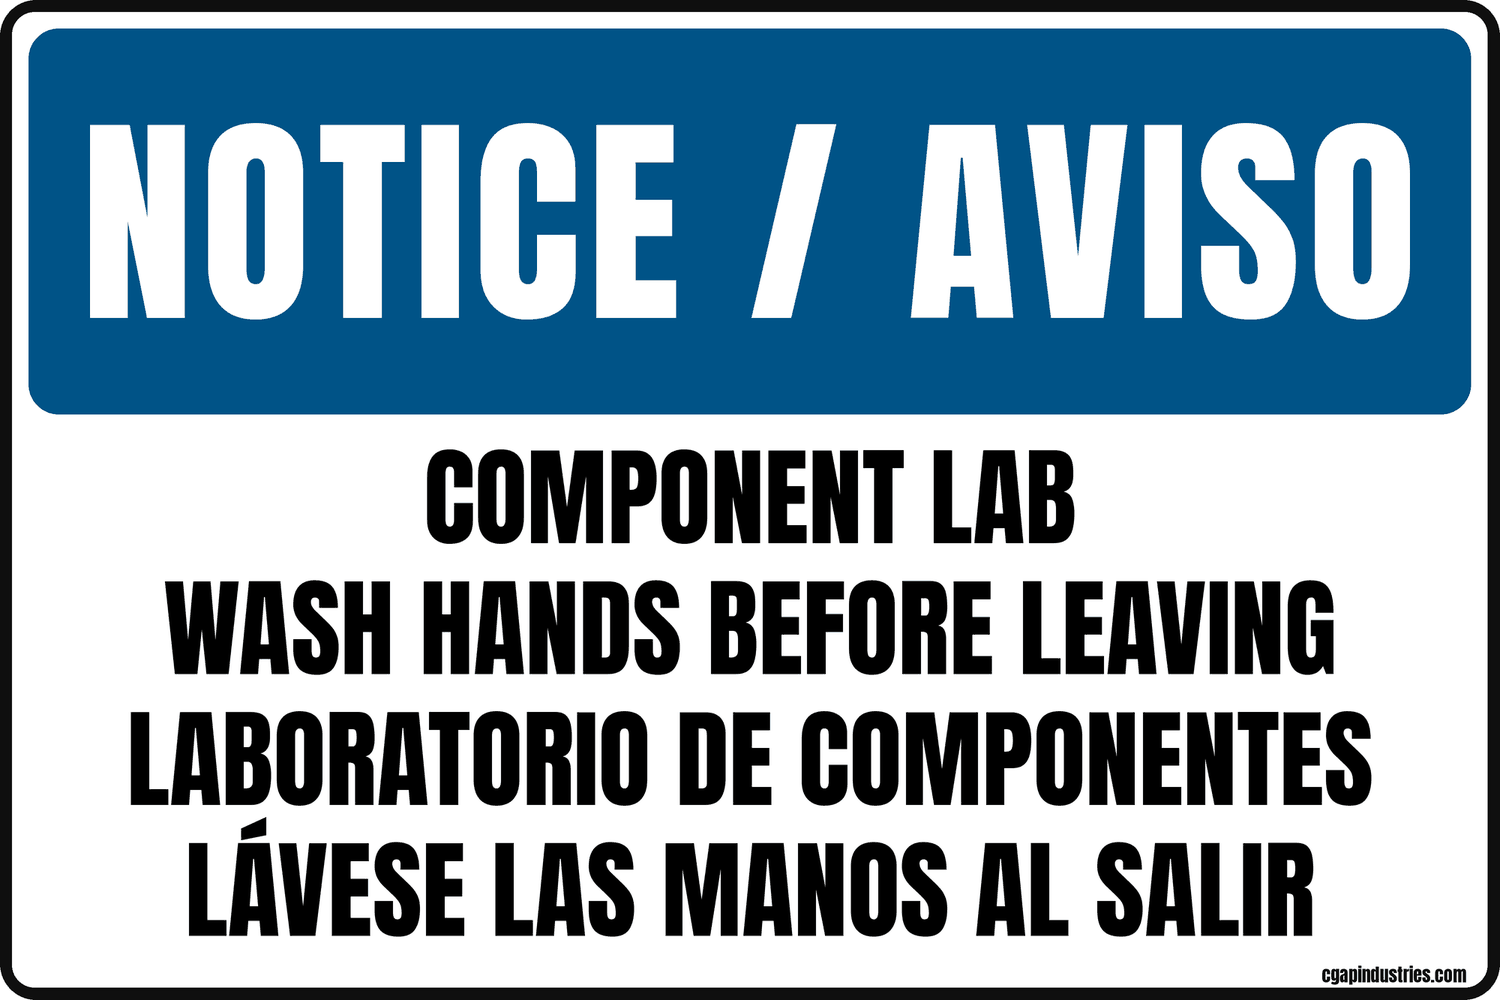 NOTICE / AVISO
COMPONENT LAB
WASH HANDS BEFORE LEAVING
LABORATORIO DE COMPONENTES
LÁVESE LAS MANOS AL SALIR
cgapindustries.com